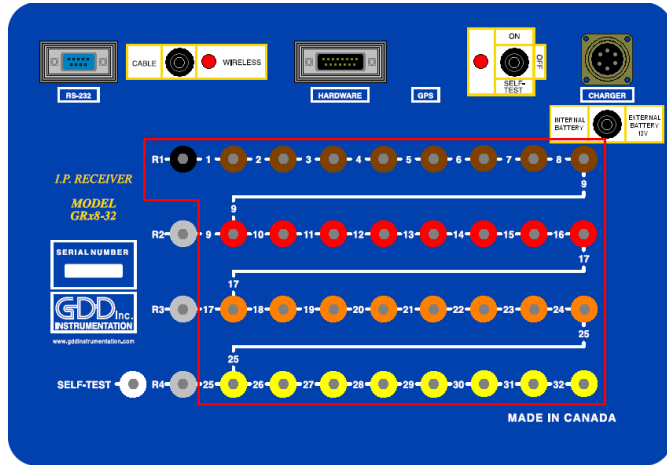 ON
OFF
CABLE
WIRELESS
SELF-
TEST
RS-232
HARDWARE
GPS
CHARGER
INTERNAL
BATTERY
EXTERNAL
BATTERY
12V
R1 1 2 3 4 5 6 7 8
9
I.P. RECEIVER
MODEL
GRx8-32
9
R2 9 10 11 12 13 14 15 16
SERIAL NUMBER
17
17
GDD Inc.
INSTRUMENTATION
R3 17 18 19 20 21 22 23 24
25
www.gddinstrumentation.com
25
SELF-TEST R4 25 26 27 28 29 30 31 32
MADE IN CANADA